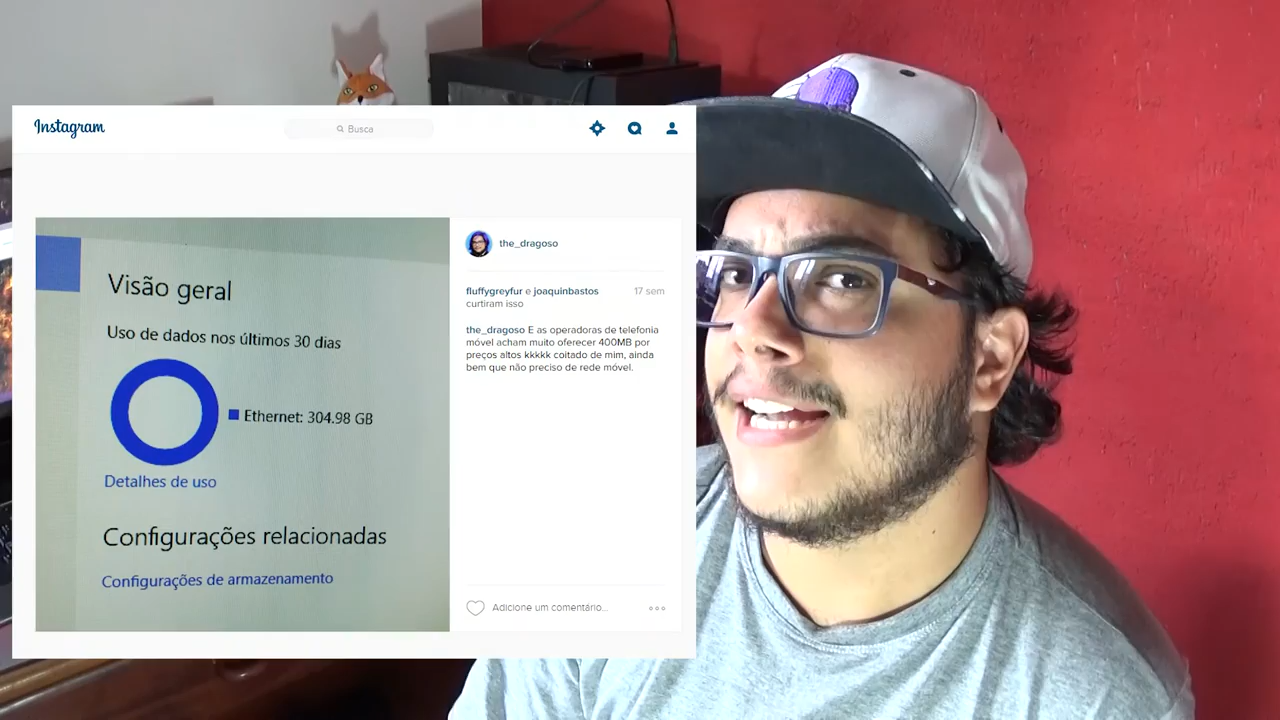 Instagram
Busca
Visão geral
Uso de dados nos últimos 30 dias
Ethernet: 304.98 GB
Detalhes de uso
Configurações relacionadas
Configurações de armazenamento
the_dragoso
fluffygreyfur e joaquinbastos 17 sem
curtiram isso
the_dragoso E as operadoras de telefonia
móvel acham muito oferecer 400MB por
preços altos kkkkk coitado de mim, ainda
bem que não preciso de rede móvel.
Adicione um comentário...